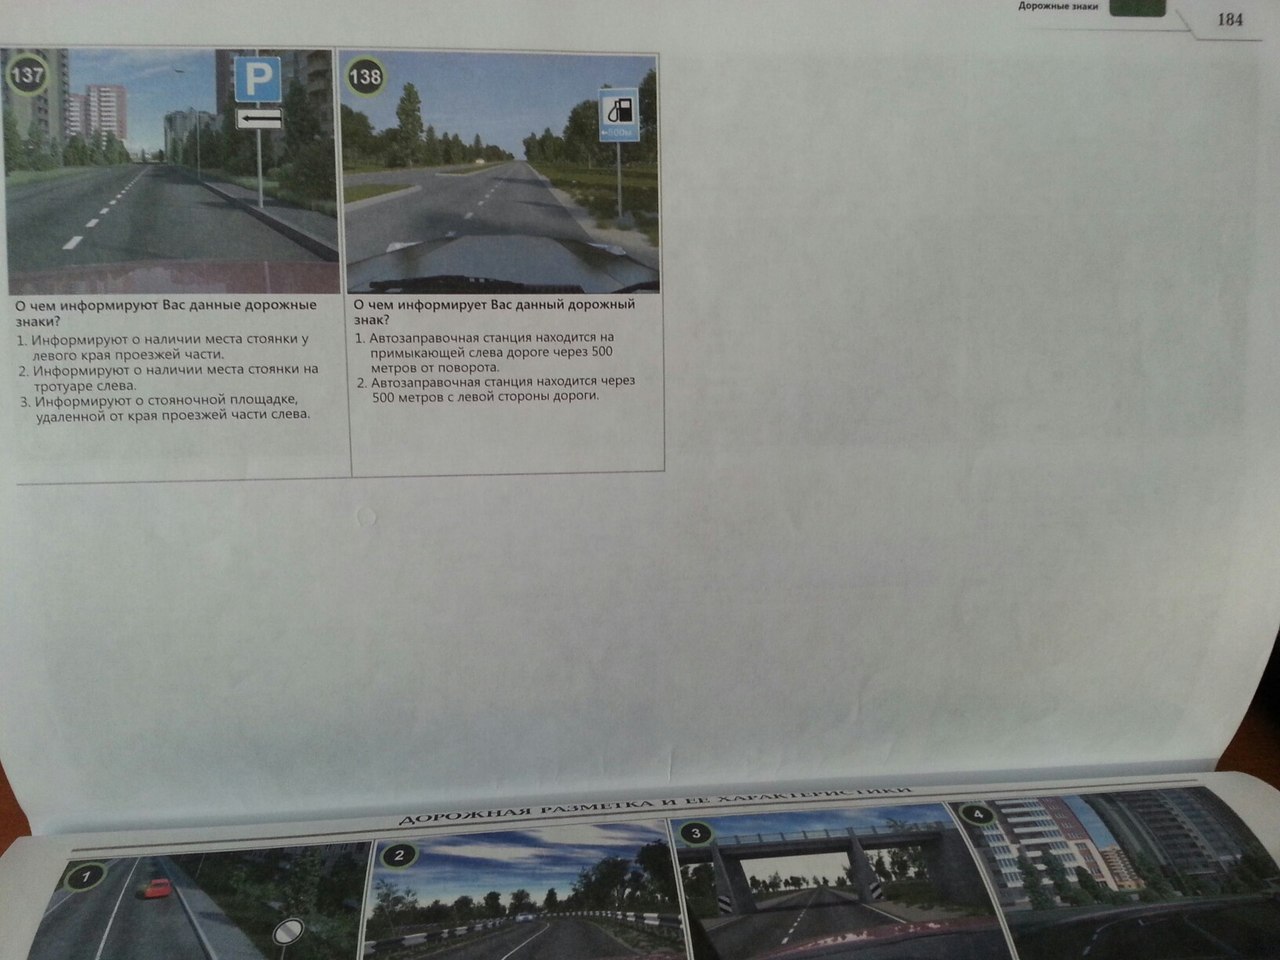 Дорожные знаки
184
137
P
О чем информируют Вас данные дорожные
знаки?
1. Информируют о наличии места стоянки у
левого края проезжей части.
2. Информируют о наличии места стоянки на
тротуаре слева.
3. Информируют о стояночной площадке,
удаленной от края проезжей части слева.
138
500м
О чем информирует Вас данный дорожный
знак?
1. Автозаправочная станция находится на
примыкающей слева дороге через 500
метров от поворота.
2. Автозаправочная станция находится через
500 метров с левой стороны дороги.
ДОРОЖНАЯ РАЗМЕТКА И ЕЕ ХАРАКТЕРИСТИКИ
1
2
3
4